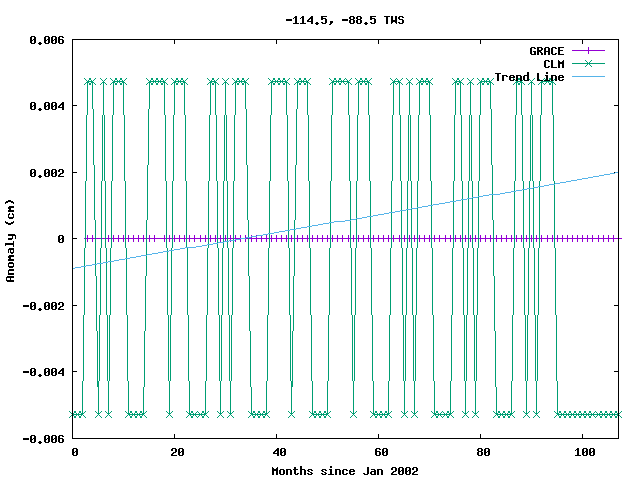 -114.5, -88.5 TWS
GRACE
CLM
Trend Line
0.006
0.004
0.002
0
-0.002
-0.004
-0.006
Anomaly (cm)
0 20 40 60 80 100
Months since Jan 2002